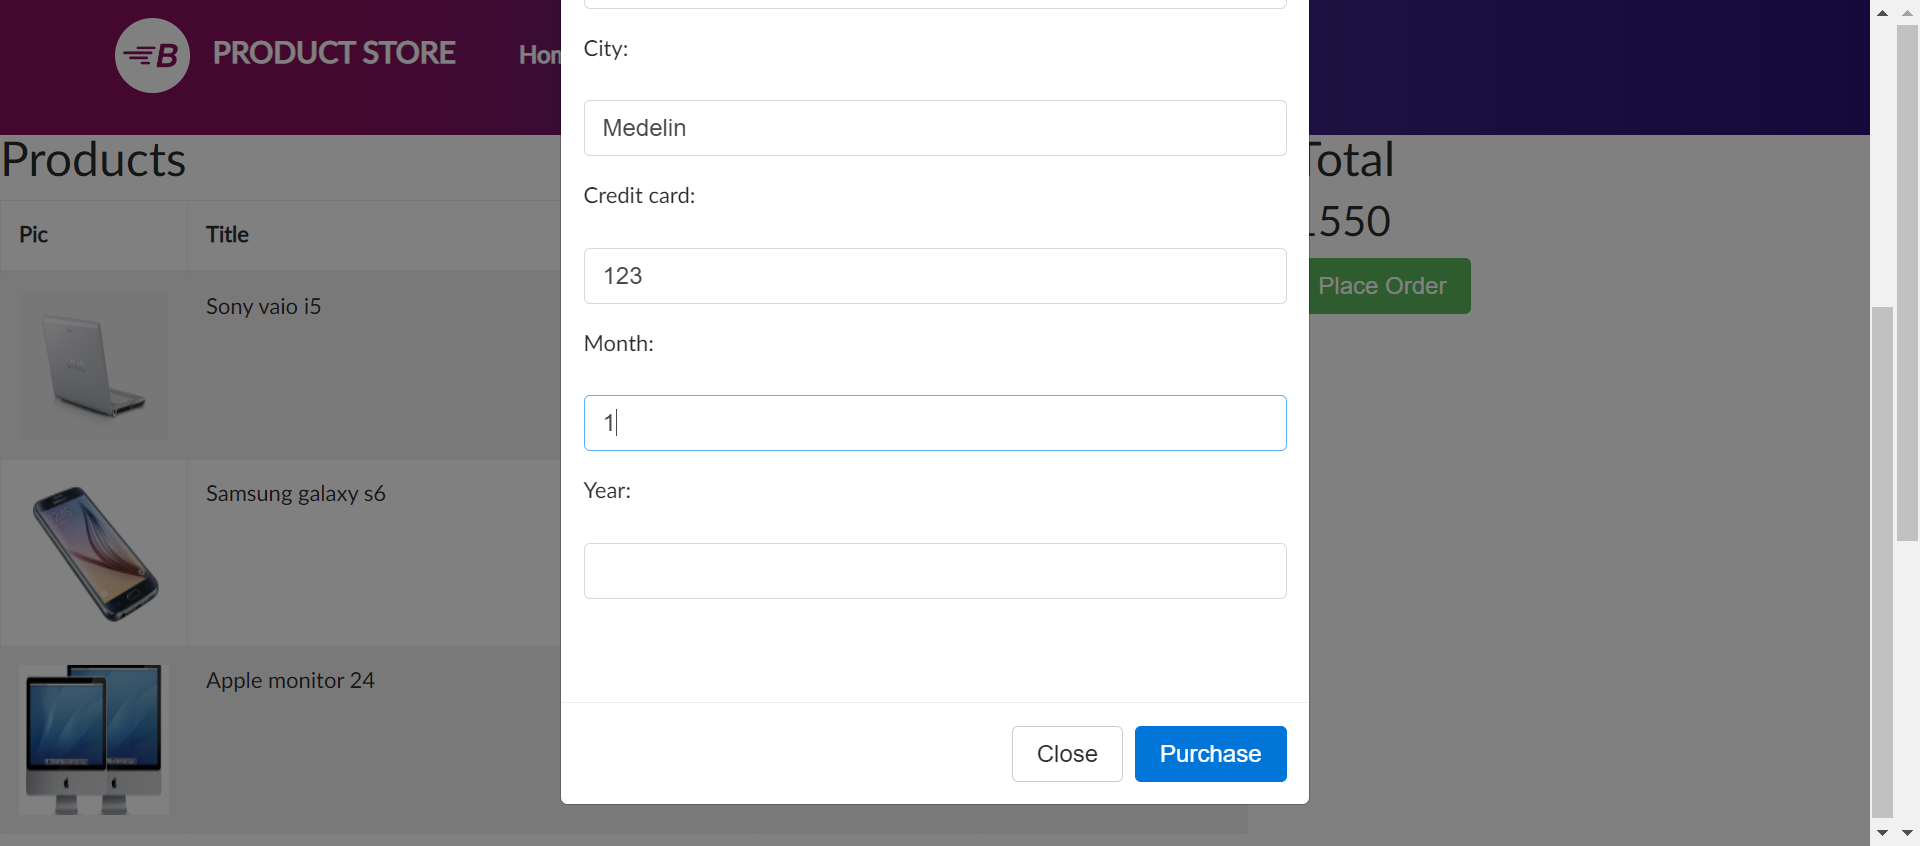 B PRODUCT STORE Hom
Products
Pic Title
Sony vaio i5
Samsung galaxy s6
Apple monitor 24
City:
Medelin
Credit card:
123
Month:
1
Year:
Close Purchase
Total
1550
Place Order